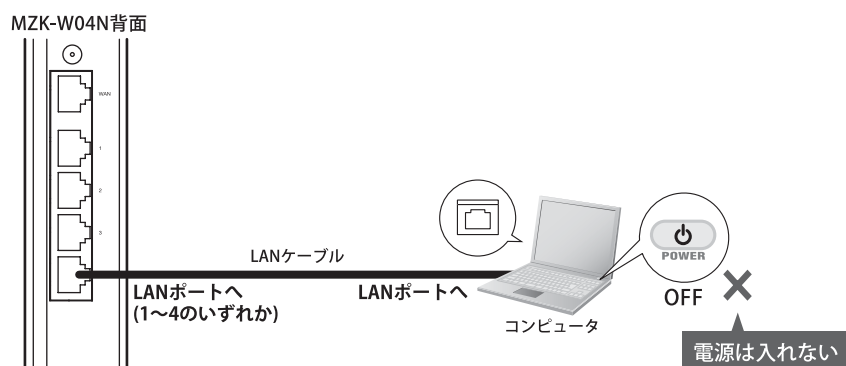 MZK-W04N背面
WAN
1
2
3
LANケーブル
LANポートへ
(1～4のいずれか)
LANポートへ
コンピュータ
POWER
OFF
電源は入れない